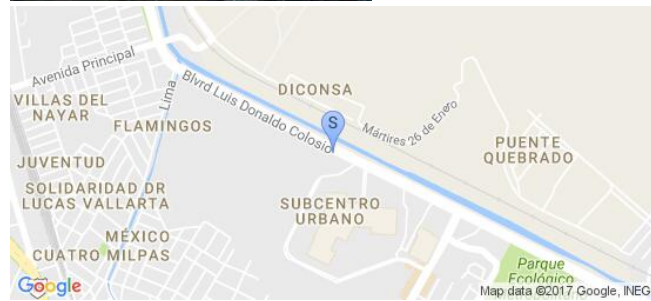 Avenida Principal
VILLAS DEL
NAYAR
Lima
FLAMINGOS
Blvrd Luis Donaldo Colosio
DICONSA
S
Mártires 26 de Enero
PUENTE
QUEBRADO
JUVENTUD
SOLIDARIDAD DR
LUCAS VALLARTA
SUBCENTRO
URBANO
MÉXICO
CUATRO MILPAS
Parque
Ecológico
Google
Map data ©2017 Google, INEG